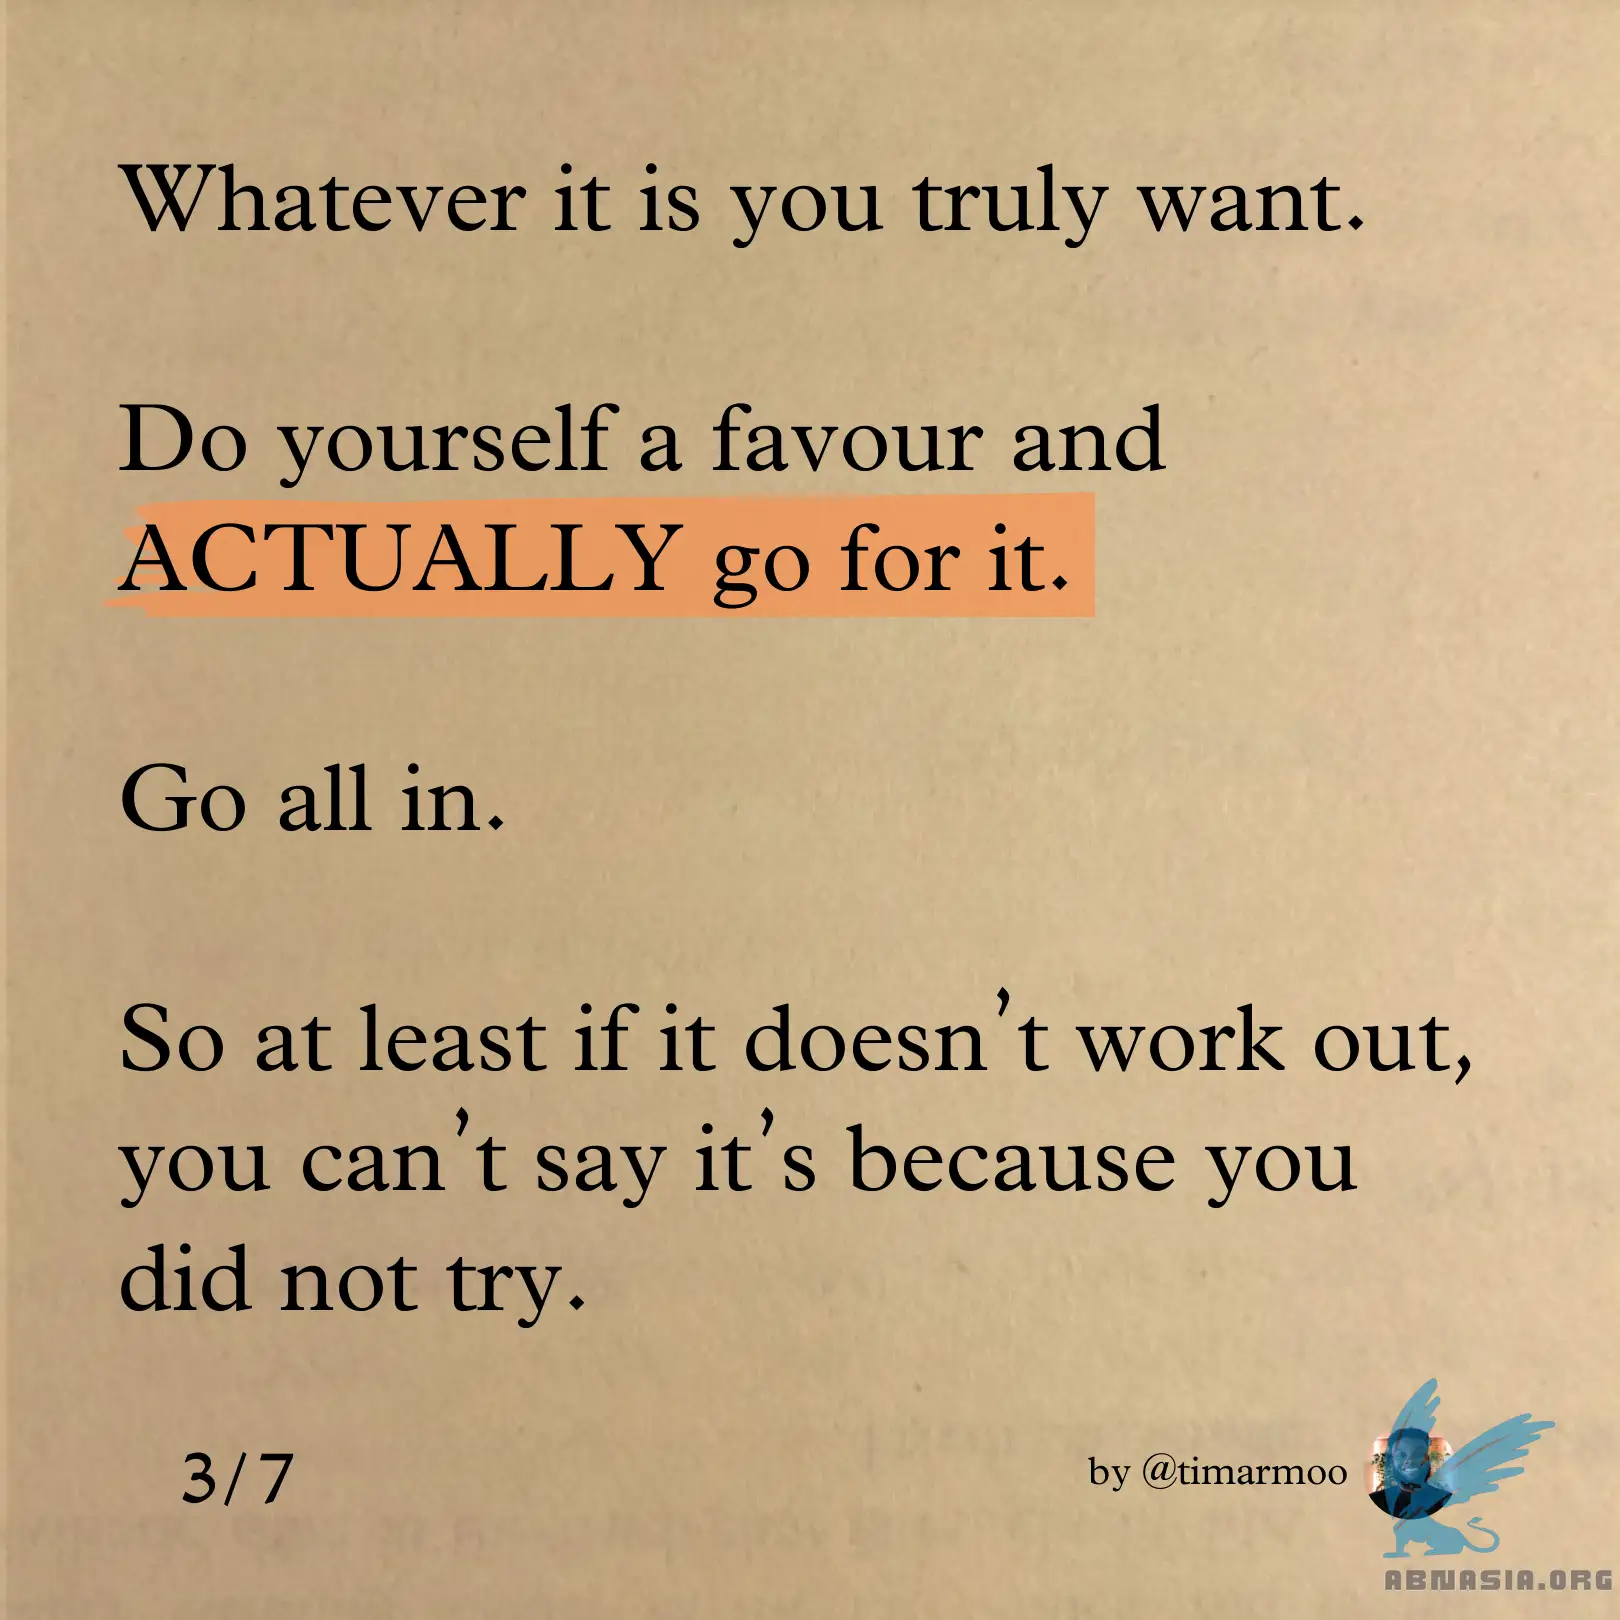 Whatever it is you truly want.
Do yourself a favour and
ACTUALLY go for it.
Go all in.
So at least if it doesn't work out,
you can't say it's because you
did not try.
3/7
by @timarmoo
ABNASIA.ORG